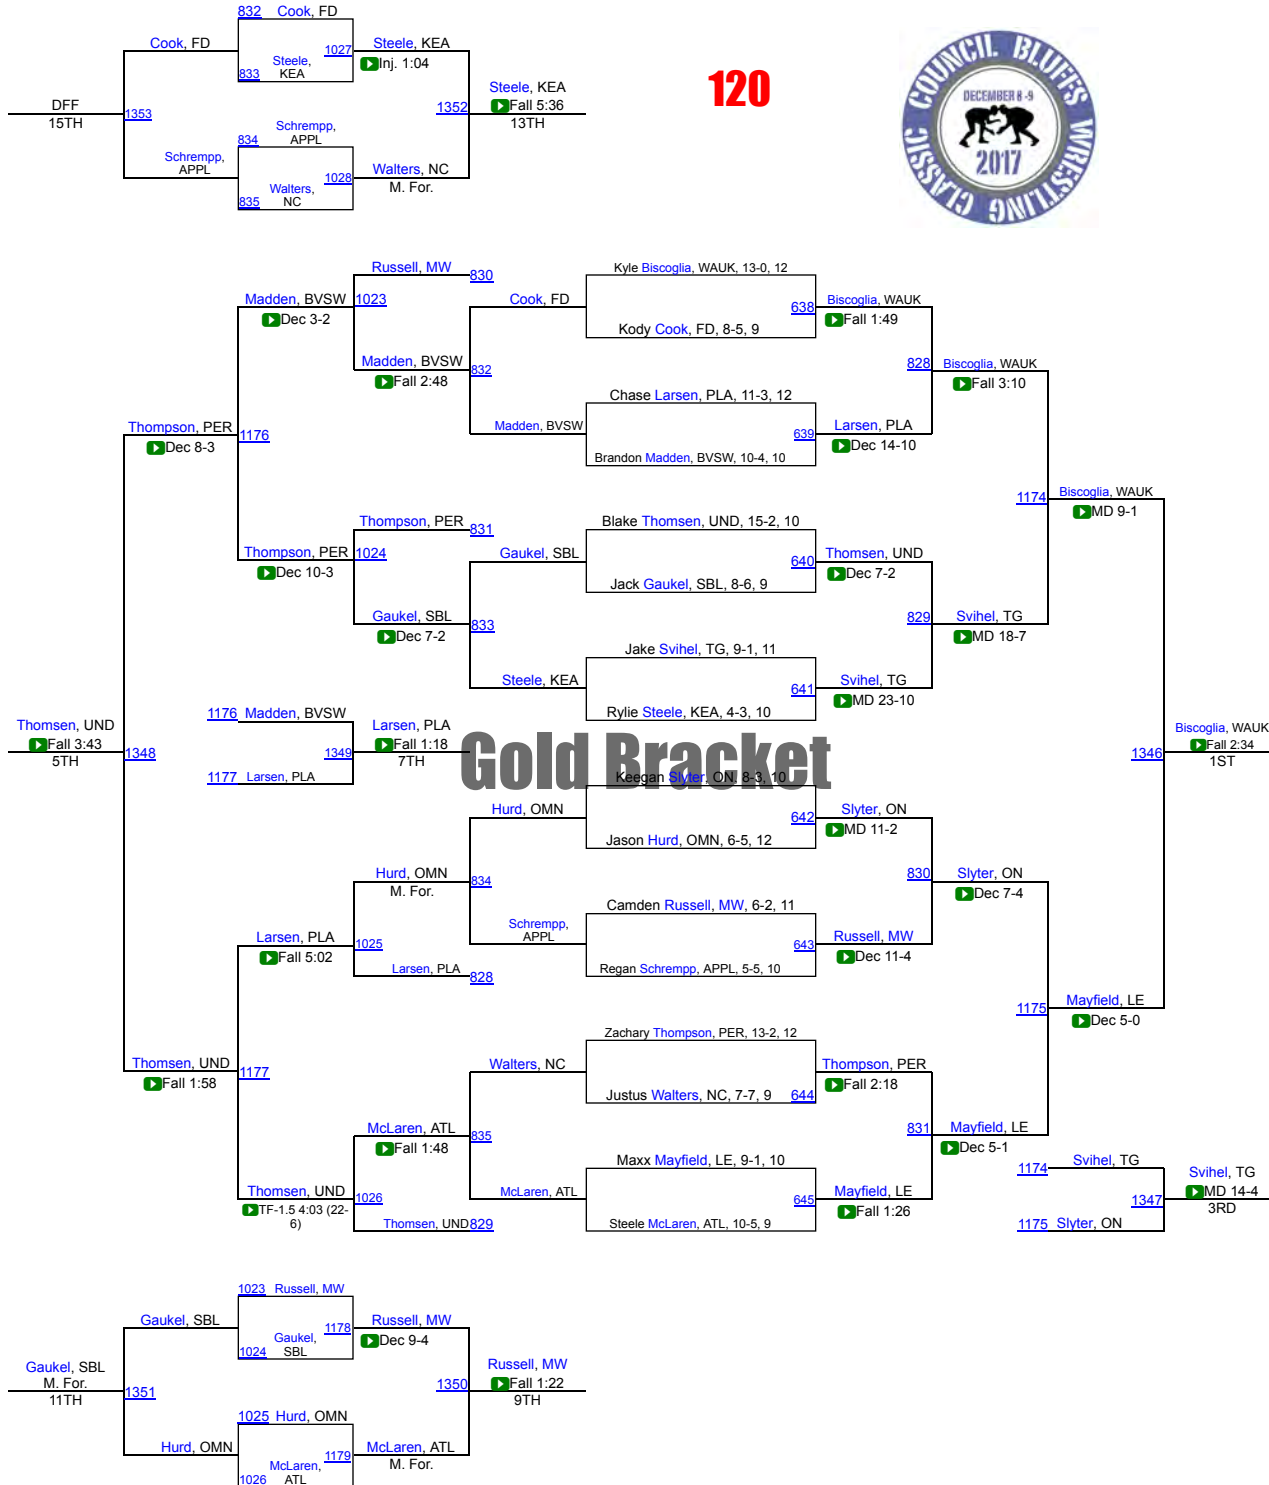 832 Cook, FD
Cook, FD
1027
Steele, KEA
Steele,
KEA
833
Inj. 1:04
120
COUNCIL BLUFFS WRESTLING CLASSIC
DECEMBER 8-9
2017
Steele, KEA
1352
Fall 5:36
13TH
DFF
15TH
1353
Schrempp,
APPL
834
Schrempp,
APPL
1028
Walters, NC
M. For.
Walters,
NC
835
Russell, MW
830
Kyle Biscoglia, WAUK, 13-0, 12
Madden, BVSW
1023
Cook, FD
638
Biscoglia, WAUK
Dec 3-2
Kody Cook, FD, 8-5, 9
Fall 1:49
Madden, BVSW
832
828
Biscoglia, WAUK
Fall 2:48
Fall 3:10
Chase Larsen, PLA, 11-3, 12
Thompson, PER
1176
Madden, BVSW
639
Larsen, PLA
Dec 8-3
Brandon Madden, BVSW, 10-4, 10
Dec 14-10
1174
Biscoglia, WAUK
MD 9-1
Thompson, PER
831
Blake Thomsen, UND, 15-2, 10
Thompson, PER
1024
Gaukel, SBL
640
Thomsen, UND
Dec 10-3
Jack Gaukel, SBL, 8-6, 9
Dec 7-2
Gaukel, SBL
833
829
Svihel, TG
Dec 7-2
MD 18-7
Jake Svihel, TG, 9-1, 11
Steele, KEA
641
Svihel, TG
Rylie Steele, KEA, 4-3, 10
MD 23-10
1176 Madden, BVSW
Thomsen, UND
Fall 3:43
5TH
1348
1349
Larsen, PLA
Fall 1:18
7TH
1177 Larsen, PLA
Gold Bracket
1346
Biscoglia, WAUK
Fall 2:34
1ST
Keegan Slyter, ON, 8-3, 10
Hurd, OMN
642
Slyter, ON
Jason Hurd, OMN, 6-5, 12
MD 11-2
Hurd, OMN
M. For.
834
830
Slyter, ON
Dec 7-4
Camden Russell, MW, 6-2, 11
Larsen, PLA
1025
Schrempp,
APPL
643
Russell, MW
Fall 5:02
Larsen, PLA
828
Regan Schrempp, APPL, 5-5, 10
Dec 11-4
1175
Mayfield, LE
Dec 5-0
Zachary Thompson, PER, 13-2, 12
Thomsen, UND
1177
Walters, NC
Thompson, PER
Fall 1:58
Justus Walters, NC, 7-7, 9
644
Fall 2:18
McLaren, ATL
835
831
Mayfield, LE
Fall 1:48
Dec 5-1
Maxx Mayfield, LE, 9-1, 10
Thomsen, UND
1026
McLaren, ATL
645
Mayfield, LE
TF-1.5 4:03 (22-
6)
Thomsen, UND
829
Steele McLaren, ATL, 10-5, 9
Fall 1:26
1174 Svihel, TG
1347
Svihel, TG
MD 14-4
3RD
1175 Slyter, ON
1023 Russell, MW
Gaukel, SBL
1178
Russell, MW
Gaukel,
SBL
1024
Dec 9-4
Gaukel, SBL
M. For.
11TH
1351
1350
Russell, MW
Fall 1:22
9TH
1025 Hurd, OMN
Hurd, OMN
1179
McLaren, ATL
M. For.
McLaren,
ATL
1026